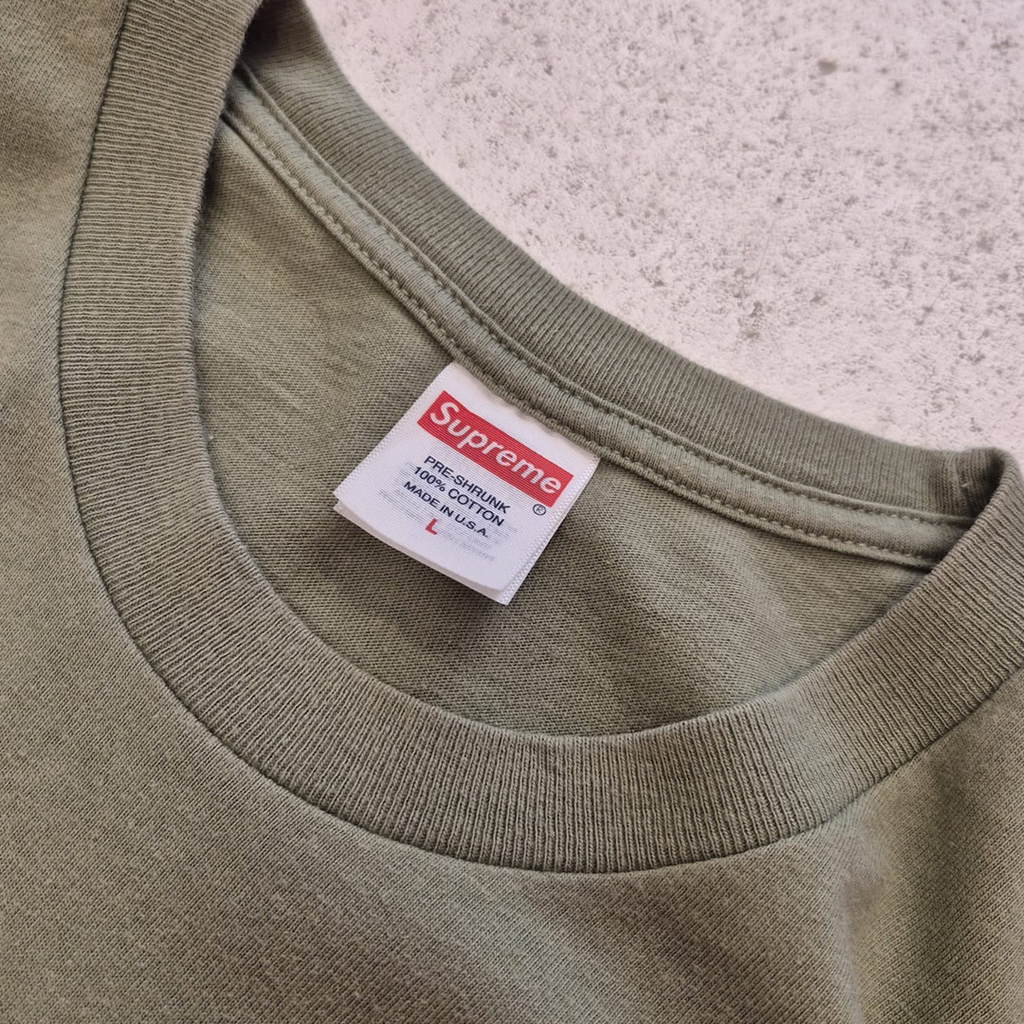 Supreme
®
PRE-SHRUNK
100% COTTON
MADE IN U.S.A.
L